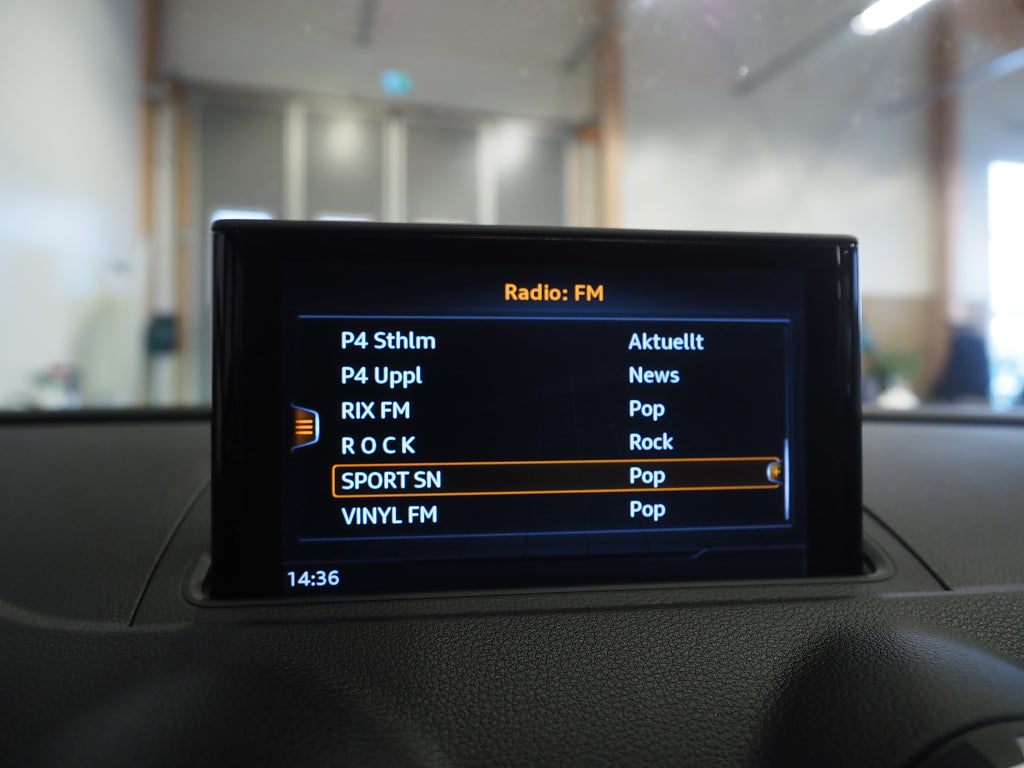 Radio: FM
P4 Sthlm Aktuellt
P4 Uppl News
RIX FM Pop
R O C K Rock
SPORT SN Pop
VINYL FM Pop
14:36